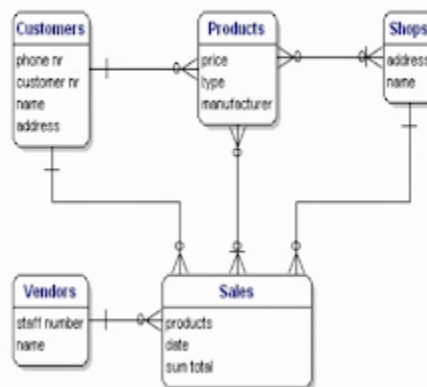 Customers
phone nr
customer nr
name
address
Products
price
type
manufacturer
Shops
address
name
Vendors
staff number
name
Sales
products
date
sum total